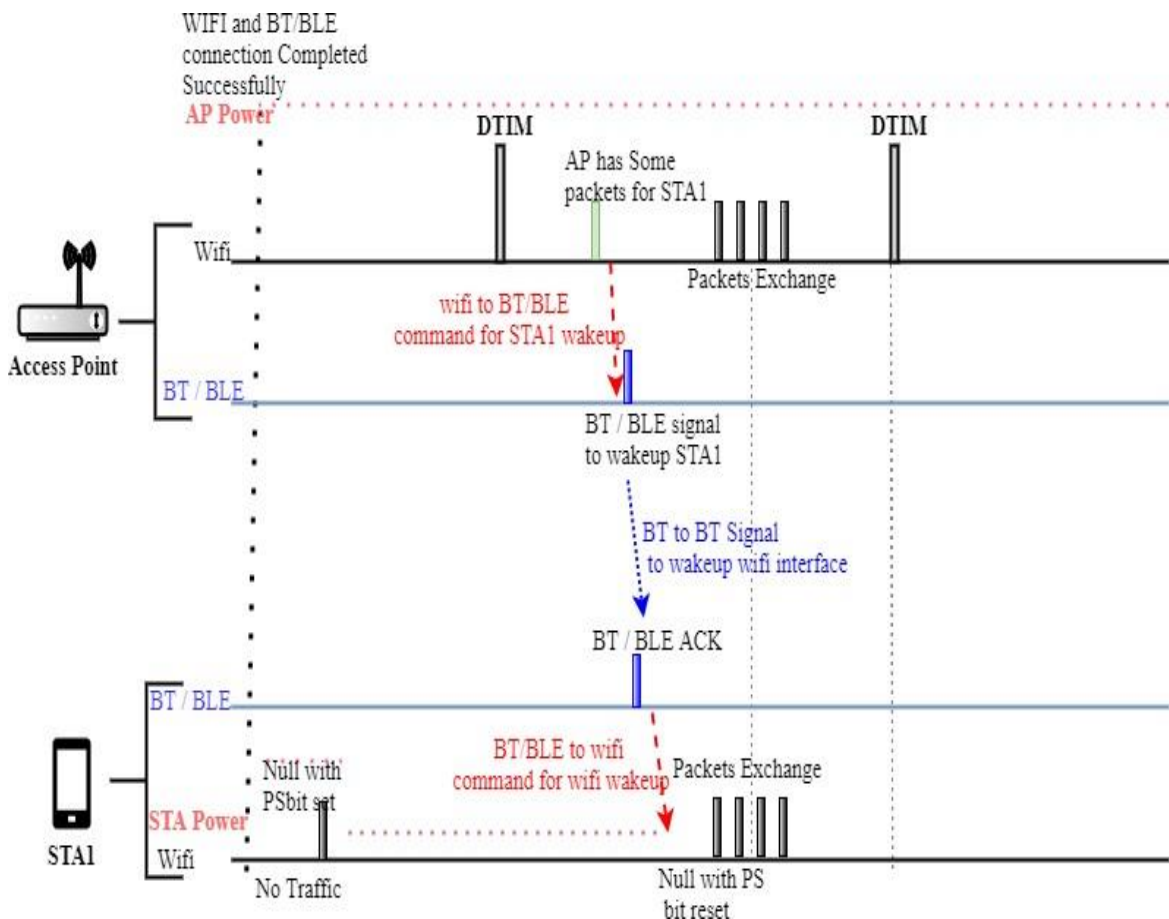 WIFI and BT/BLE
connection Completed
Successfully
AP Power
DTIM
DTIM
AP has Some
packets for STA1
Wifi
Packets Exchange
wifi to BT/BLE
command for STA1 wakeup
Access Point
BT / BLE
BT / BLE signal
to wakeup STA1
BT to BT Signal
to wakeup wifi interface
BT / BLE ACK
BT / BLE
BT/BLE to wifi
command for wifi wakeup
Packets Exchange
Null with
PSbit set
STA Power
STA1
Wifi
No Traffic
Null with PS
bit reset